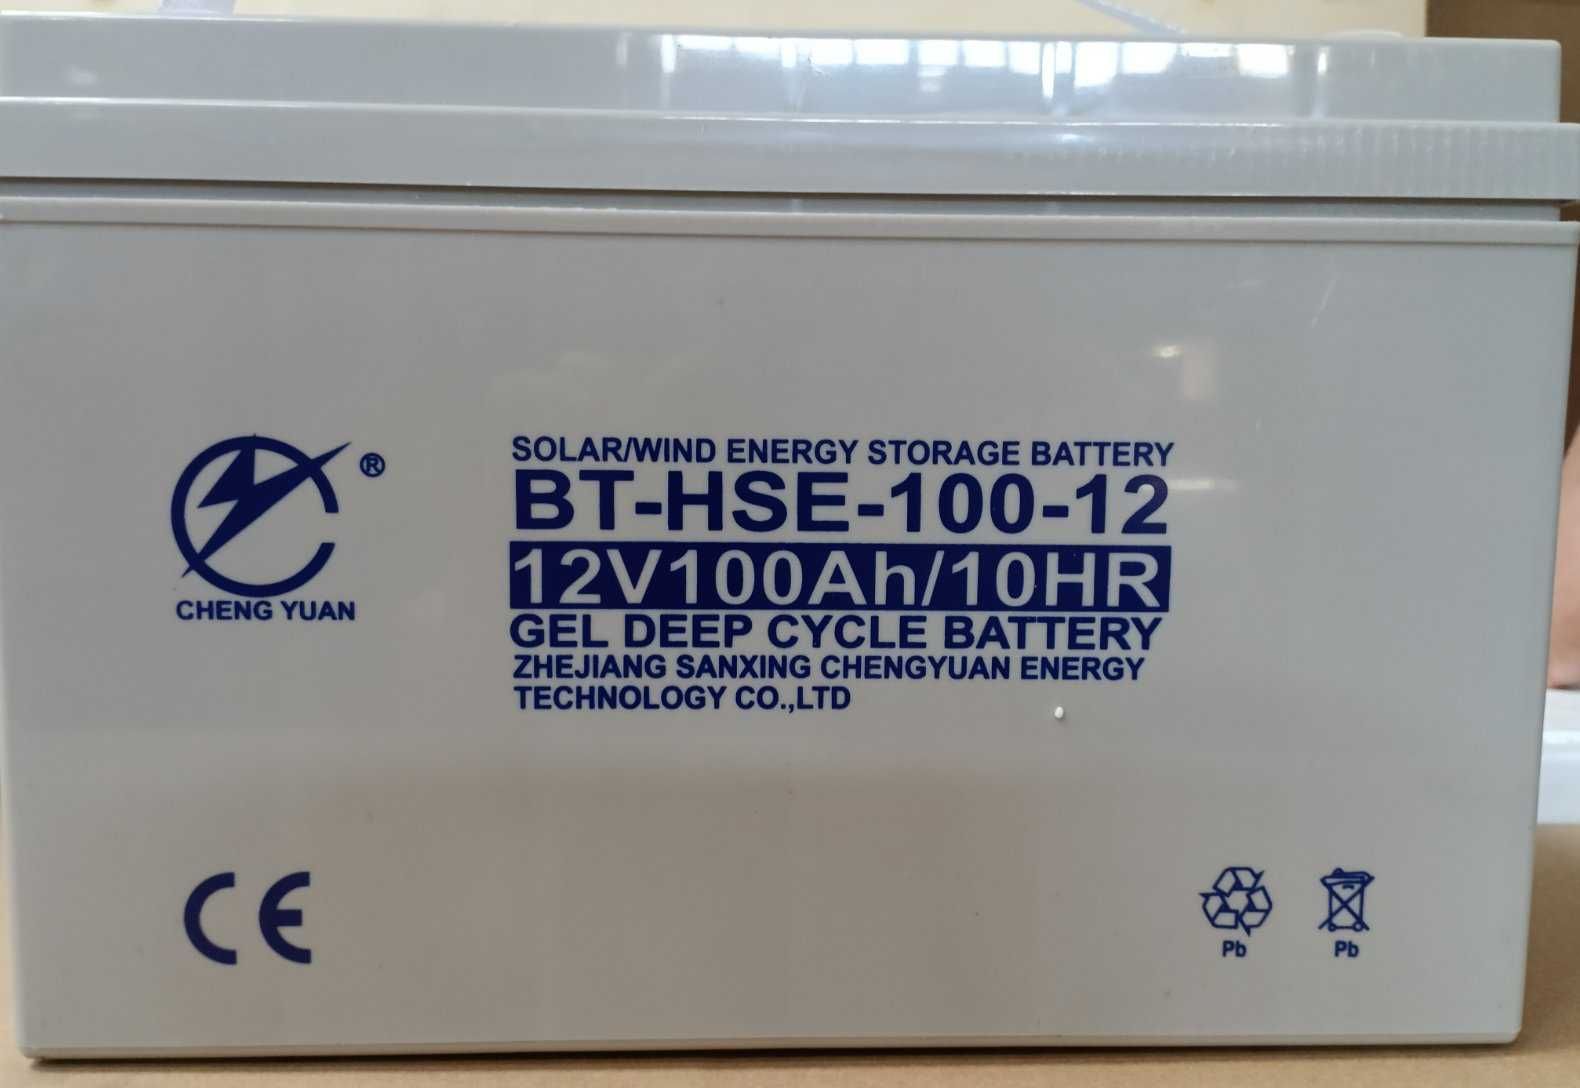 SOLAR/WIND ENERGY STORAGE BATTERY
BT-HSE-100-12
12V100Ah/10HR
GEL DEEP CYCLE BATTERY
ZHEJIANG SANXING CHENGYUAN ENERGY
TECHNOLOGY CO.,LTD
®
CHENG YUAN
CE
Pb
Pb